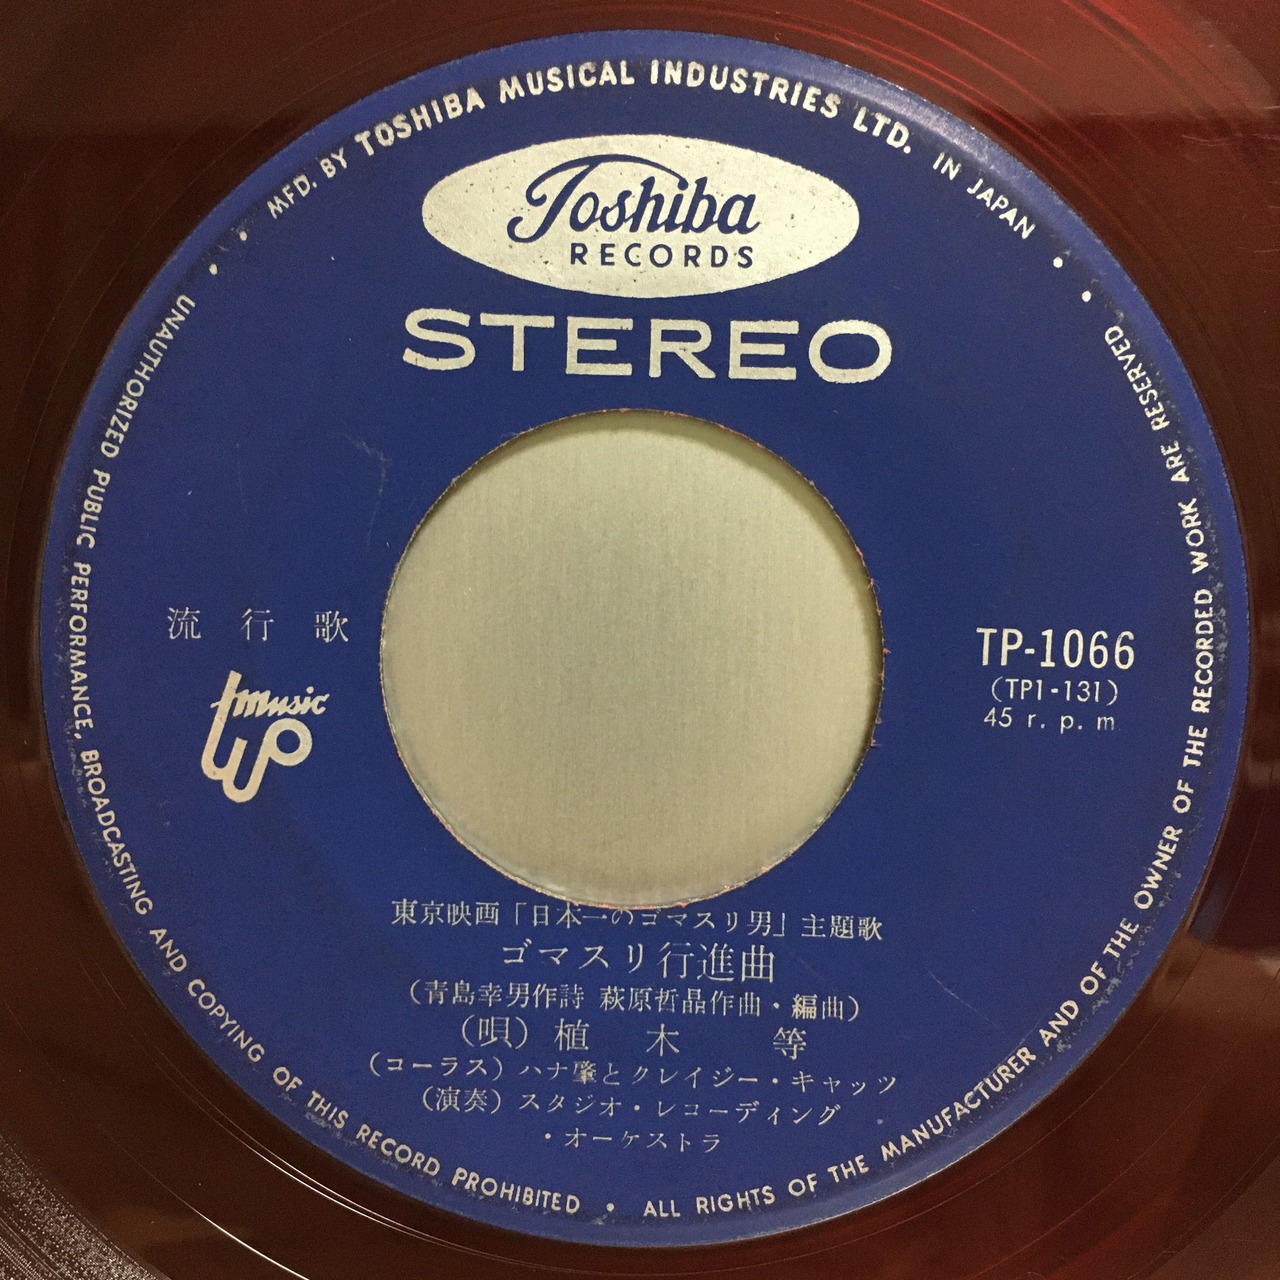 MFD. BY TOSHIBA MUSICAL INDUSTRIES LTD. IN JAPAN
Toshiba
RECORDS
STEREO
流行歌
music
up
TP-1066
(TP1-131)
45 r. p. m
東京映画「日本一のゴマスリ男」主題歌
ゴマスリ行進曲
(青島幸男作詩 萩原哲晶作曲・編曲)
(唄) 植木等
(コーラス) ハナ肇とクレイジー・キャッツ
(演奏) スタジオ・レコーディング
・オーケストラ
UNAUTHORIZED PUBLIC PERFORMANCE, BROADCASTING AND COPYING OF THIS RECORD PROHIBITED • ALL RIGHTS OF THE MANUFACTURER AND OF THE OWNER OF THE RECORDED WORK ARE RESERVED